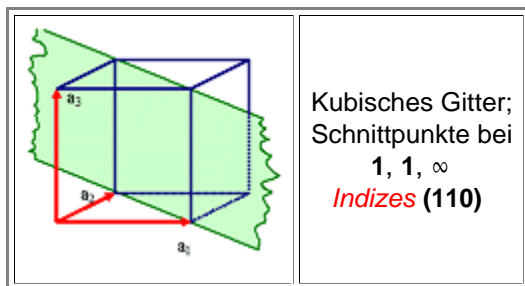 a₃
a₂
a₁
Kubisches Gitter;
Schnittpunkte bei
1, 1, ∞
Indizes (110)